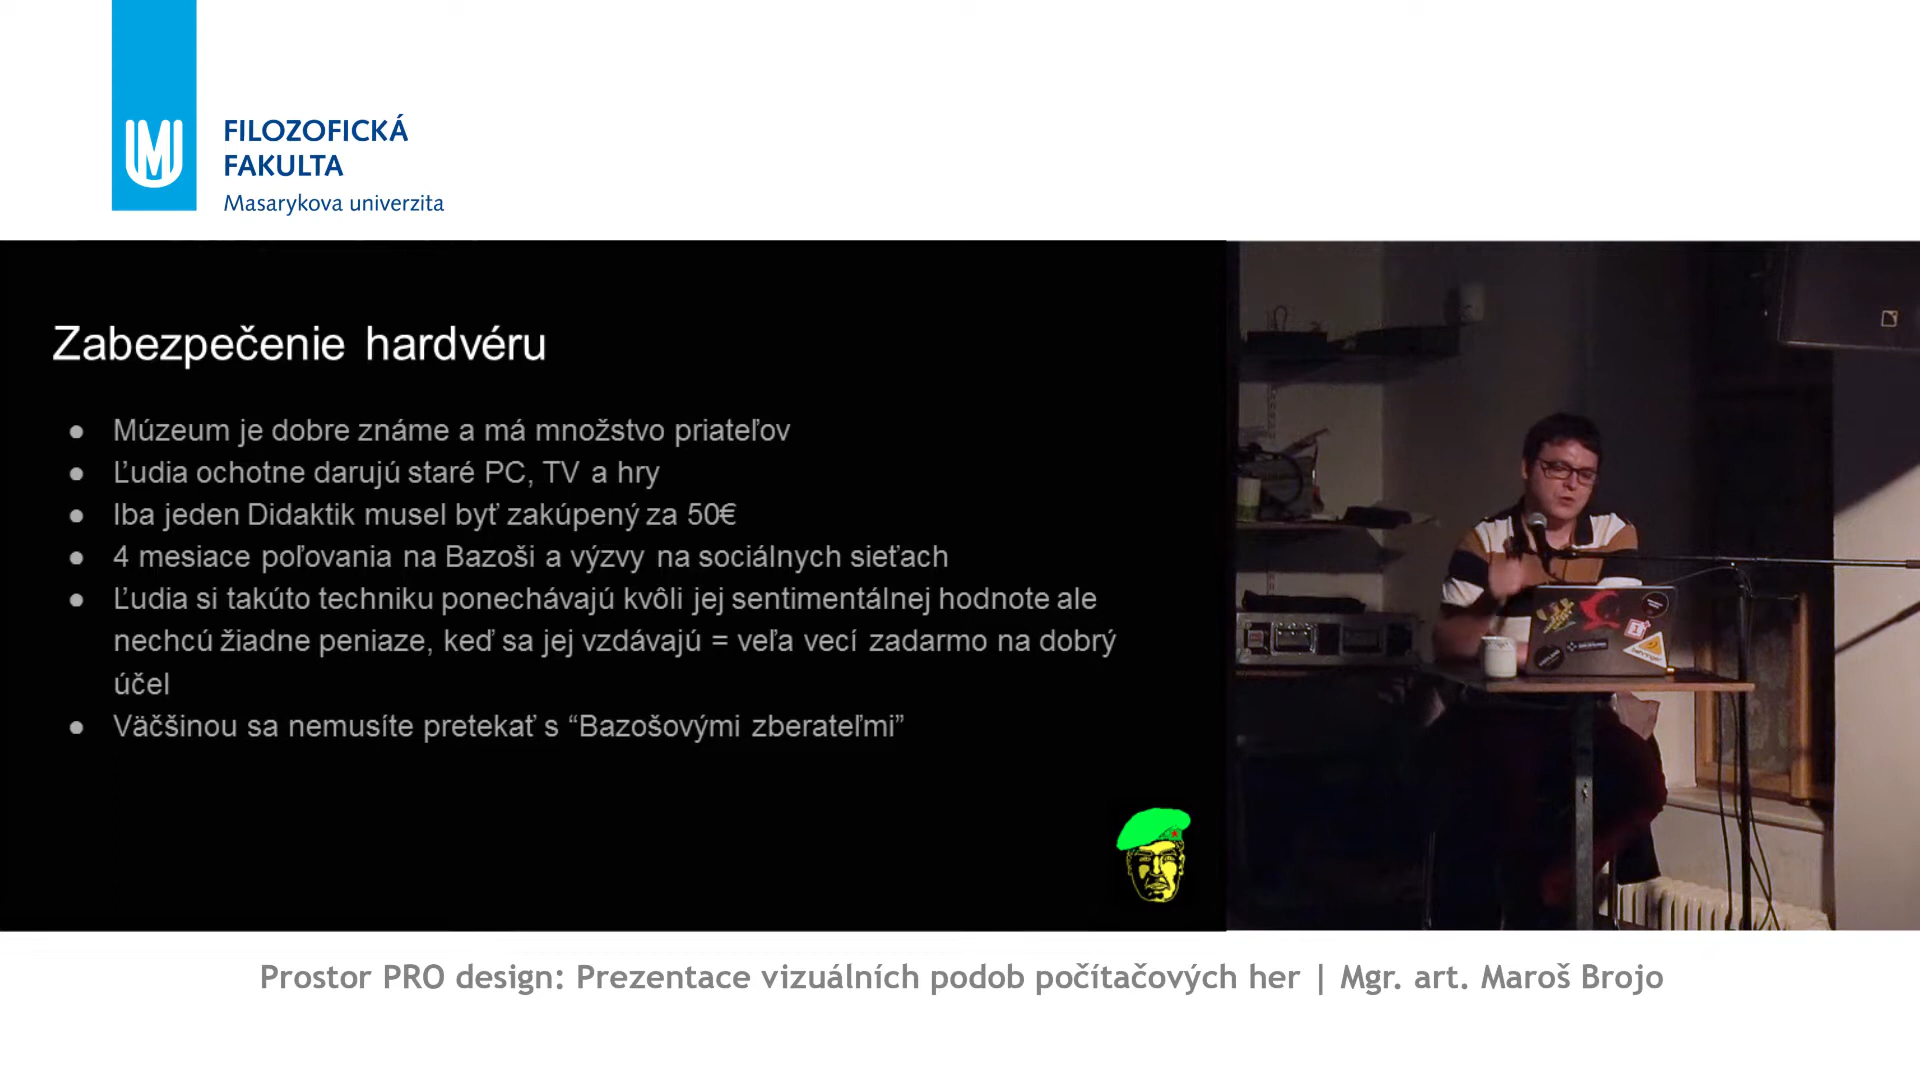 FILOZOFICKÁ
FAKULTA
Masarykova univerzita
Zabezpečenie hardvéru
● Múzeum je dobre známe a má množstvo priateľov
● Ľudia ochotne darujú staré PC, TV a hry
● Iba jeden Didaktik musel byť zakúpený za 50€
● 4 mesiace poľovania na Bazoši a výzvy na sociálnych sieťach
● Ľudia si takúto techniku ponechávajú kvôli jej sentimentálnej hodnote ale
nechcú žiadne peniaze, keď sa jej vzdávajú = veľa vecí zadarmo na dobrý
účel
● Väčšinou sa nemusíte pretekať s “Bazošovými zberateľmi”
Prostor PRO design: Prezentace vizuálních podob počítačových her | Mgr. art. Maroš Brojo